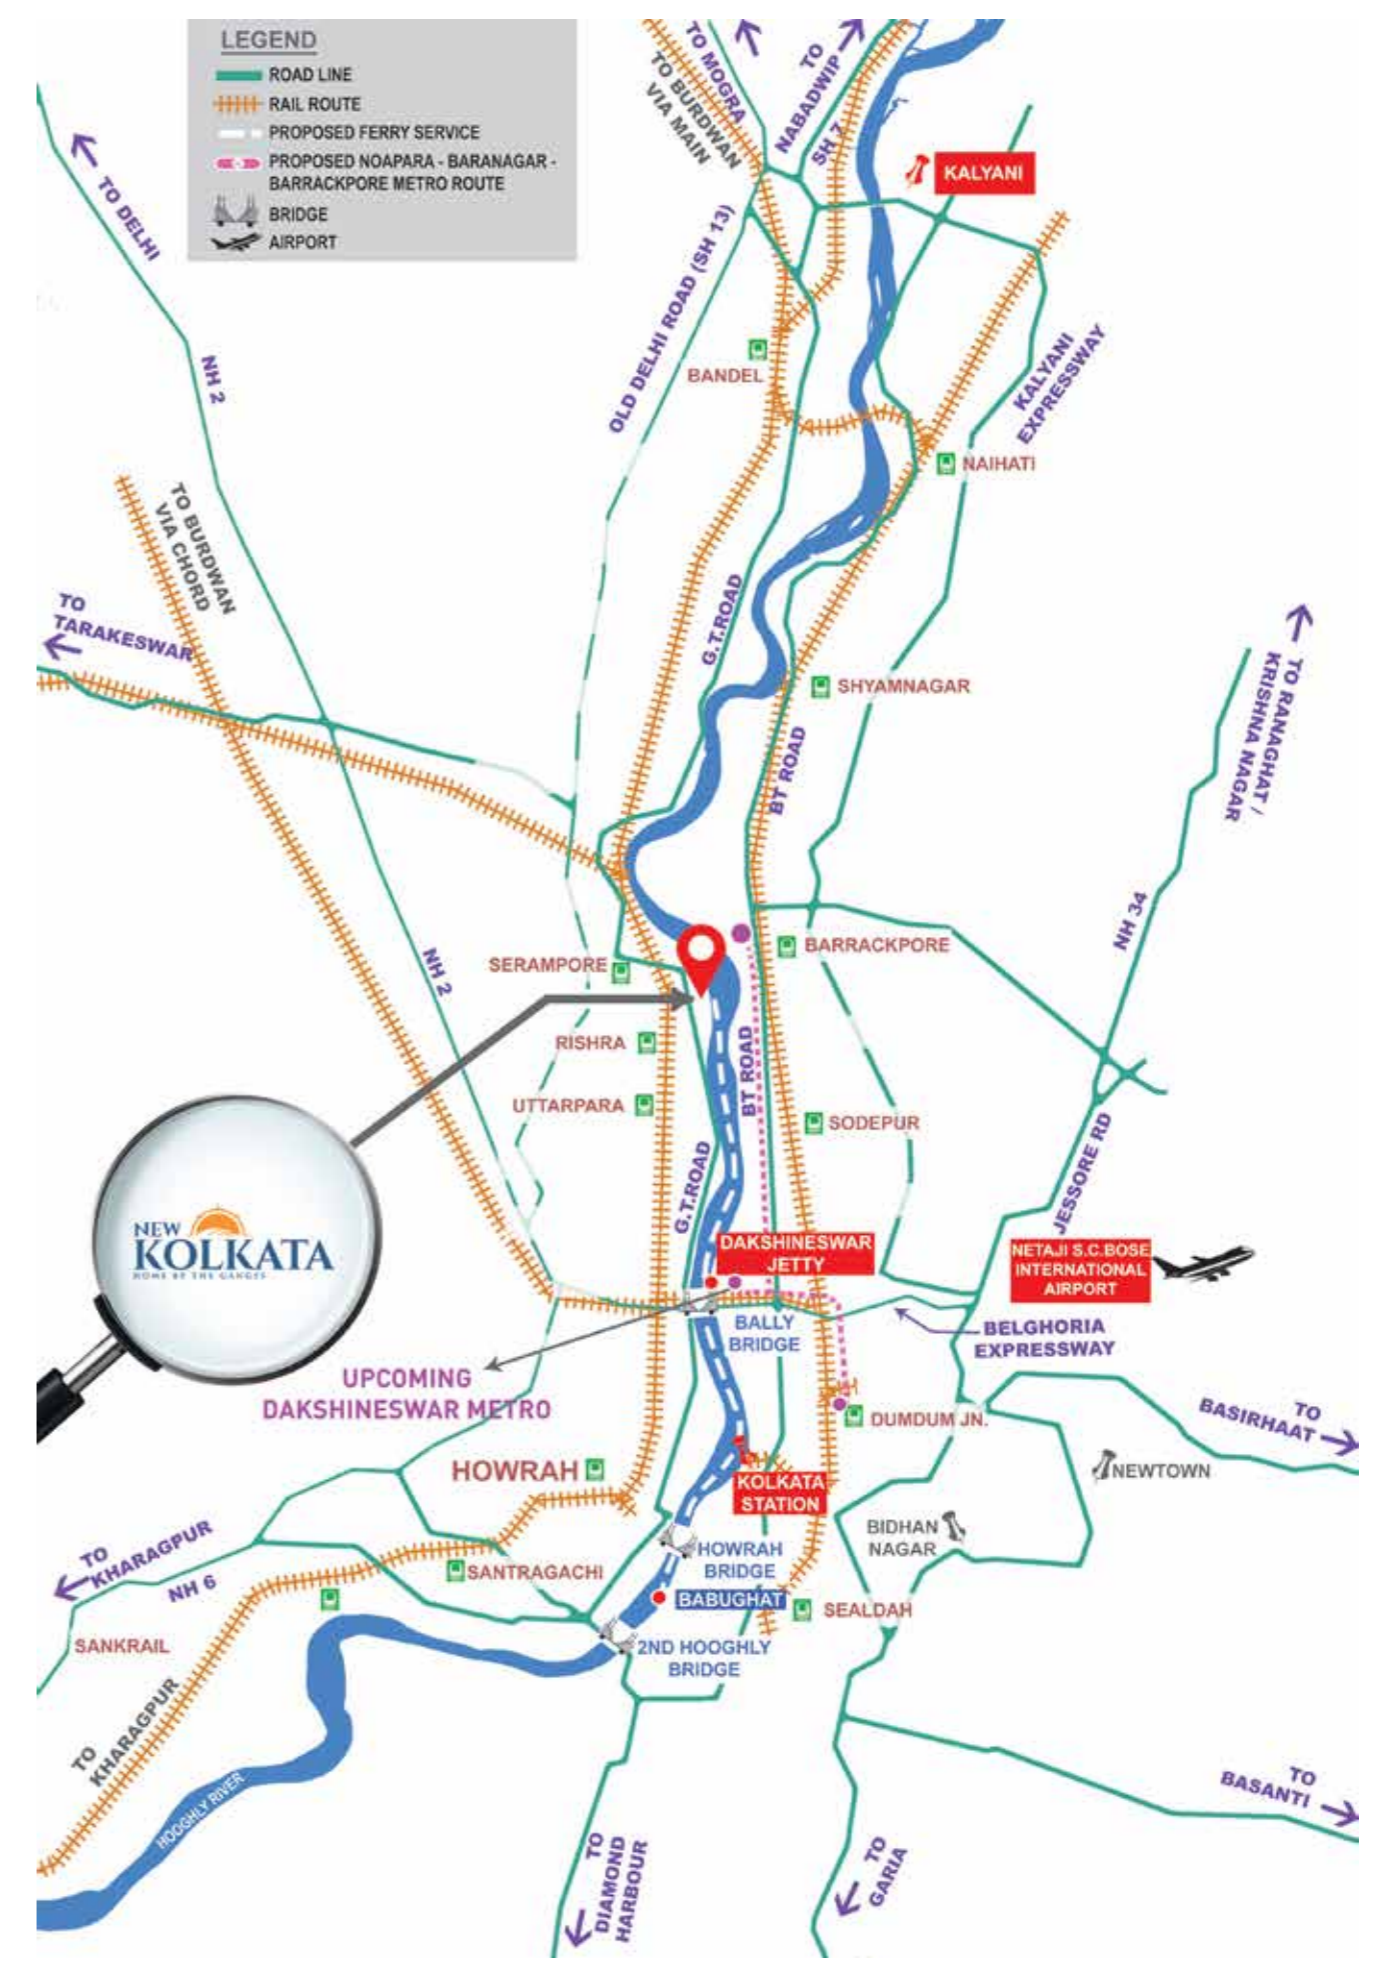 LEGEND
ROAD LINE
RAIL ROUTE
PROPOSED FERRY SERVICE
PROPOSED NOAPARA - BARANAGAR -
BARRACKPORE METRO ROUTE
BRIDGE
AIRPORT
TO MOGRA
TO BURDWAN
VIA MAIN
TO
NABADWIP
SH 7
KALYANI
TO DELHI
NH 2
OLD DELHI ROAD (SH 13)
BANDEL
KALYANI
EXPRESSWAY
NAIHATI
TO BURDWAN
VIA CHORD
TO
TARAKESWAR
G.T.ROAD
SHYAMNAGAR
BT ROAD
TO RANAGHAT /
KRISHNA NAGAR
NH 34
NH 2
SERAMPORE
BARRACKPORE
RISHRA
BT ROAD
UTTARPARA
SODEPUR
JESSORE RD
G.T.ROAD
NEW
KOLKATA
HOME BY THE GANGES
DAKSHINESWAR
JETTY
NETAJI S.C.BOSE
INTERNATIONAL
AIRPORT
BALLY
BRIDGE
BELGHORIA
EXPRESSWAY
UPCOMING
DAKSHINESWAR METRO
DUMDUM JN.
TO
BASIRHAAT
HOWRAH
KOLKATA
STATION
NEWTOWN
BIDHAN
NAGAR
TO
KHARAGPUR
NH 6
HOWRAH
BRIDGE
SANTRAGACHI
BABUGHAT
SEALDAH
SANKRAIL
2ND HOOGHLY
BRIDGE
TO
KHARAGPUR
HOOGHLY RIVER
TO
BASANTI
TO
DIAMOND
HARBOUR
TO
GARIA